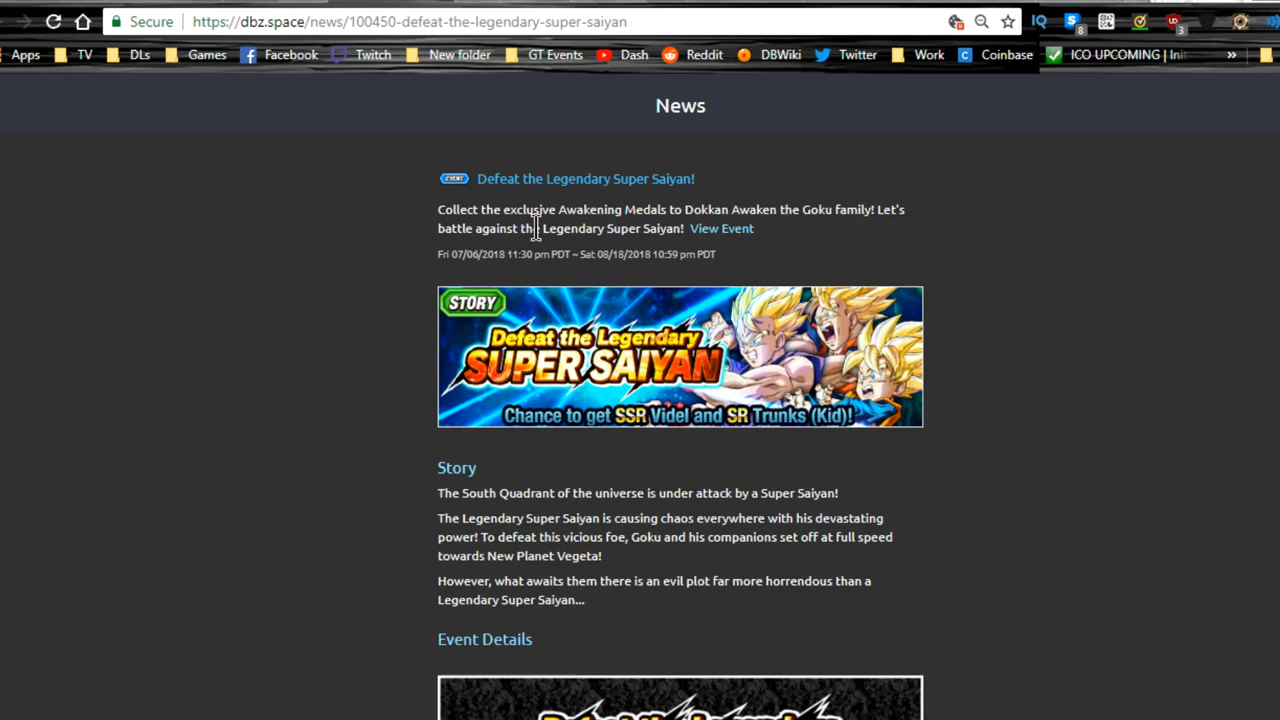 Secure https://dbz.space/news/100450-defeat-the-legendary-super-saiyan IQ 8 3
Apps TV DLs Games Facebook Twitch New folder GT Events Dash Reddit DBWiki Twitter Work Coinbase ICO UPCOMING | Init »
News
EVENT Defeat the Legendary Super Saiyan!
Collect the exclusive Awakening Medals to Dokkan Awaken the Goku family! Let's
battle against the Legendary Super Saiyan! View Event
Fri 07/06/2018 11:30 pm PDT ~ Sat 08/18/2018 10:59 pm PDT
STORY
Defeat the Legendary
SUPER SAIYAN
Chance to get SSR Videl and SR Trunks (Kid)!
Story
The South Quadrant of the universe is under attack by a Super Saiyan!
The Legendary Super Saiyan is causing chaos everywhere with his devastating
power! To defeat this vicious foe, Goku and his companions set off at full speed
towards New Planet Vegeta!
However, what awaits them there is an evil plot far more horrendous than a
Legendary Super Saiyan...
Event Details
Defeat the Legendary